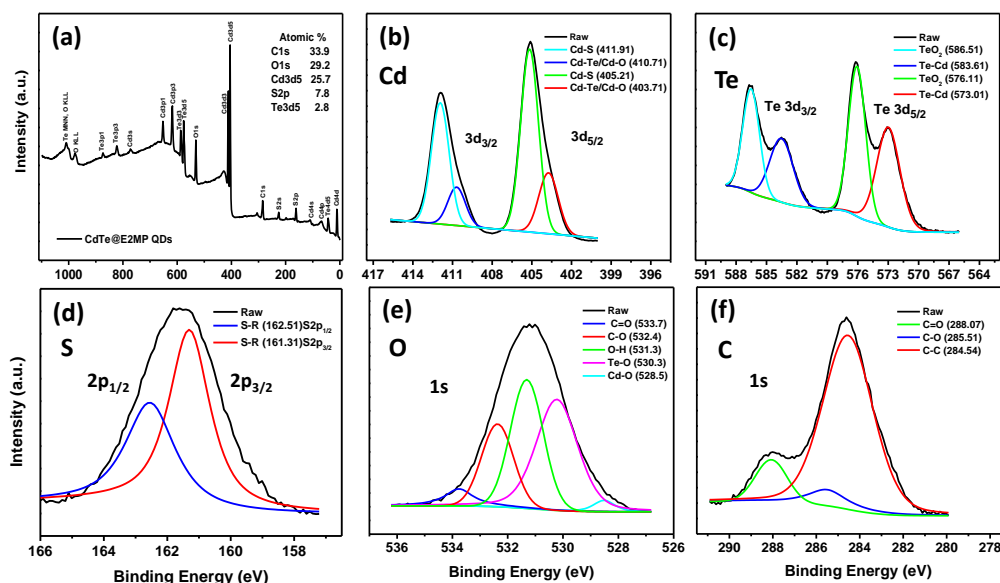 (a)
Atomic %
C1s 33.9
O1s 29.2
Cd3d5 25.7
S2p 7.8
Te3d5 2.8
Te MNN, O KLL
O KLL
Te3p1
Te3p3
Cd3s
Cd3p1
Cd3p3
Te3d3
Te3d5
O1s
Cd3d3
Cd3d5
C1s
S2s
S2p
Cd4s
Cd4p
Te4d5
Cd4d
CdTe@E2MP QDs
Intensity (a.u.)
1000 800 600 400 200 0
(b)
Cd
Raw
Cd-S (411.91)
Cd-Te/Cd-O (410.71)
Cd-S (405.21)
Cd-Te/Cd-O (403.71)
3d3/2
3d5/2
417 414 411 408 405 402 399 396 394
(c)
Te
Raw
TeO2 (586.51)
Te-Cd (583.61)
TeO2 (576.11)
Te-Cd (573.01)
Te 3d3/2
Te 3d5/2
591 588 585 582 579 576 573 570 567 564
(d)
S
Raw
S-R (162.51)S2p1/2
S-R (161.31)S2p3/2
2p1/2
2p3/2
Intensity (a.u.)
166 164 162 160 158
Binding Energy (eV)
(e)
O
Raw
C=O (533.7)
C-O (532.4)
O-H (531.3)
Te-O (530.3)
Cd-O (528.5)
1s
536 534 532 530 528 526
Binding Energy (eV)
(f)
C
Raw
C=O (288.07)
C-O (285.51)
C-C (284.54)
1s
290 288 286 284 282 280
Binding Energy (eV)